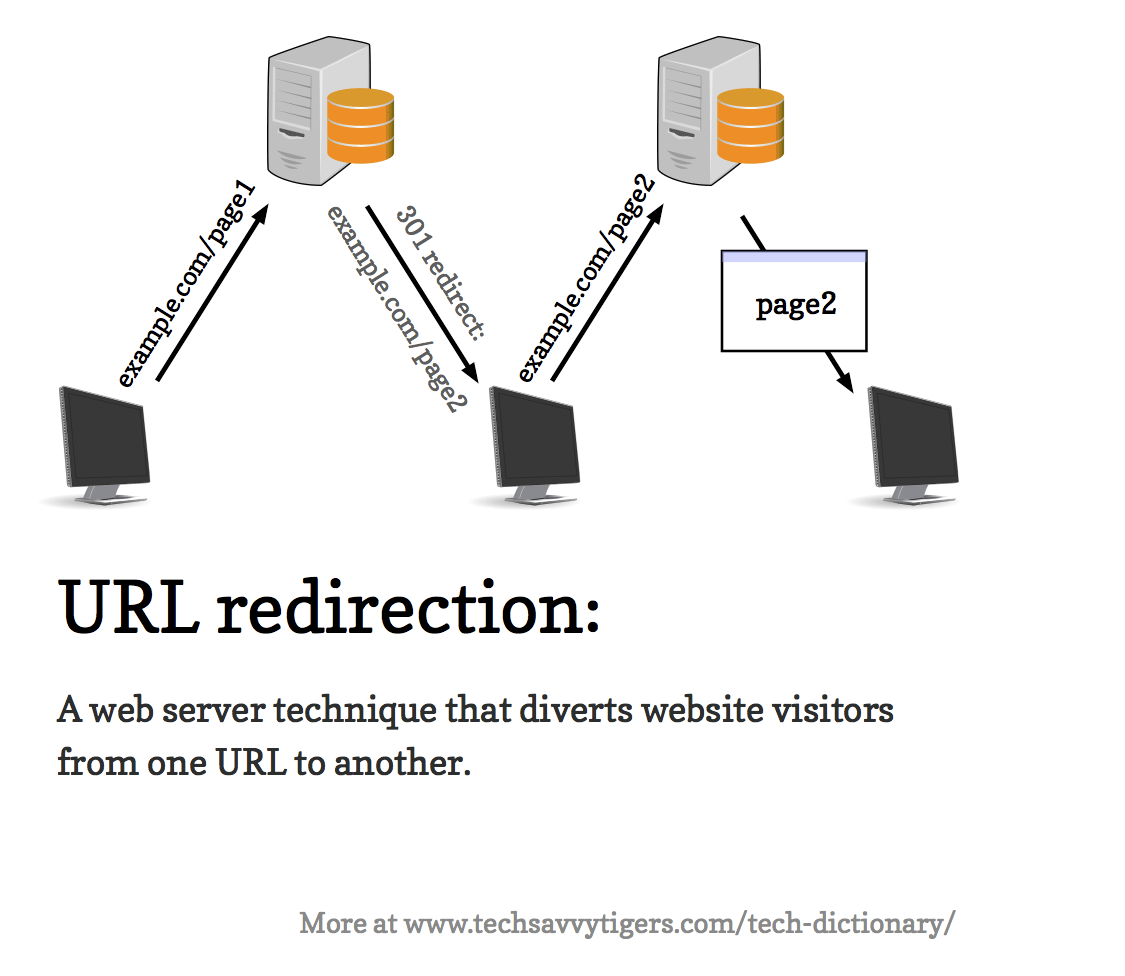 example.com/page1
301 redirect:
example.com/page2
example.com/page2
page2
URL redirection:
A web server technique that diverts website visitors
from one URL to another.
More at www.techsavvytigers.com/tech-dictionary/